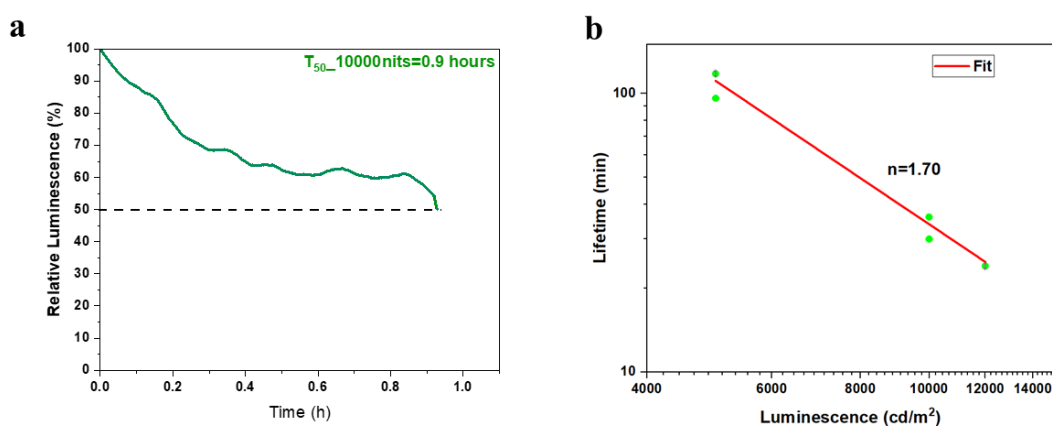 a
T50_10000nits=0.9 hours
100
90
80
70
60
50
40
30
20
10
0
Relative Luminescence (%)
0.0 0.2 0.4 0.6 0.8 1.0
Time (h)
b
Fit
n=1.70
100
10
Lifetime (min)
4000 6000 8000 10000 12000 14000
Luminescence (cd/m²)